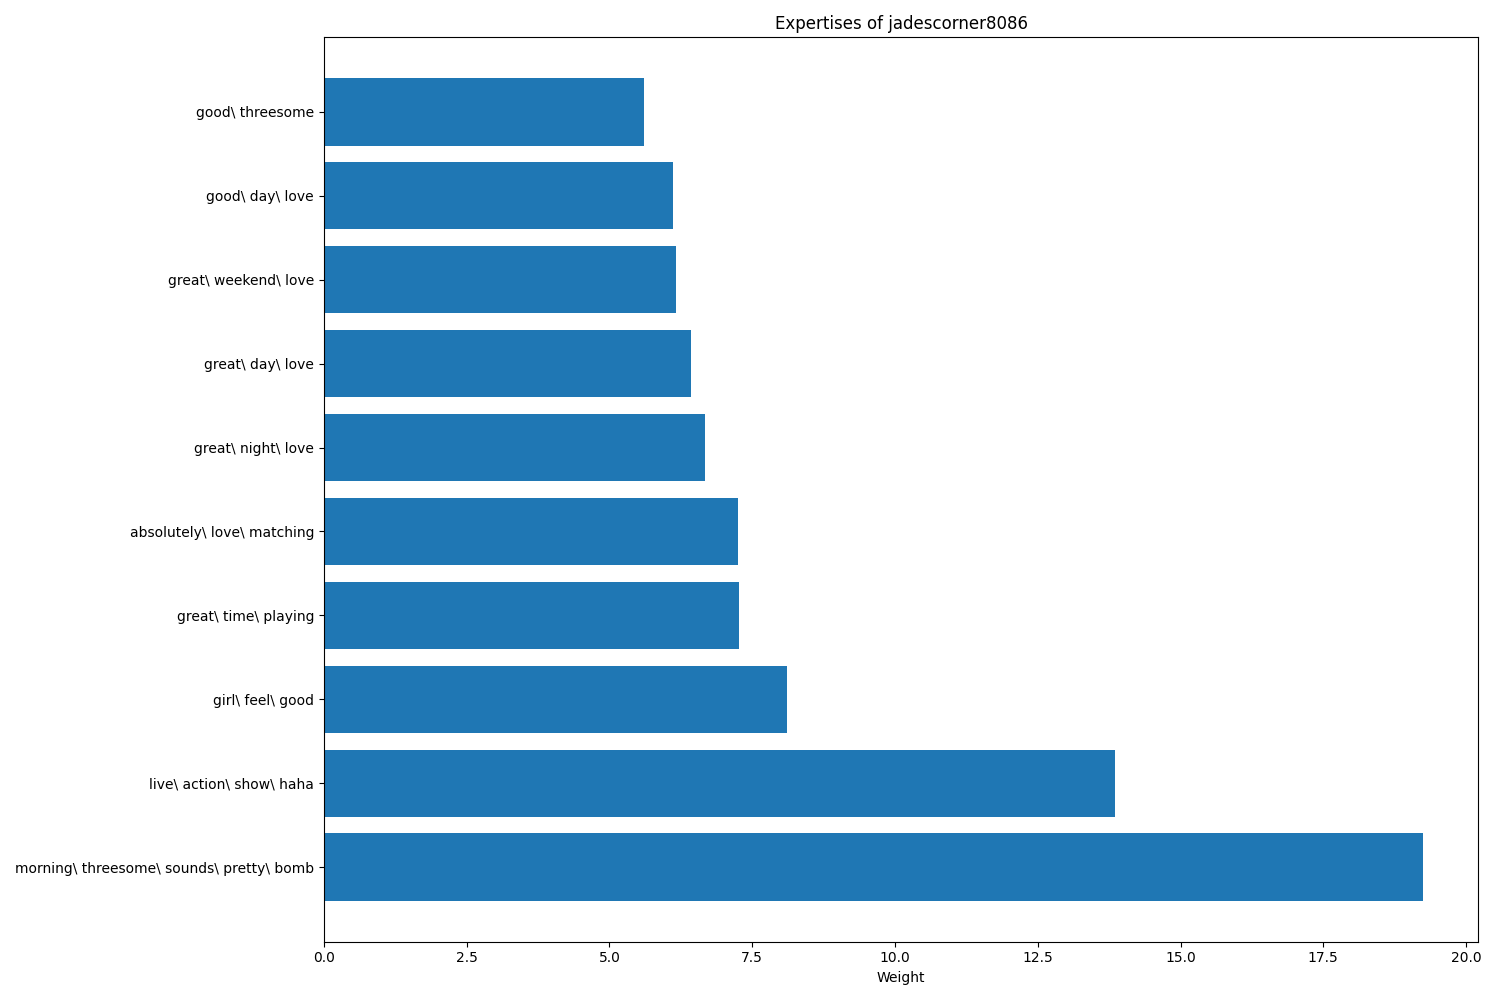 Expertises of jadescorner8086
good\ threesome
good\ day\ love
great\ weekend\ love
great\ day\ love
great\ night\ love
absolutely\ love\ matching
great\ time\ playing
girl\ feel\ good
live\ action\ show\ haha
morning\ threesome\ sounds\ pretty\ bomb
0.0 2.5 5.0 7.5 10.0 12.5 15.0 17.5 20.0
Weight